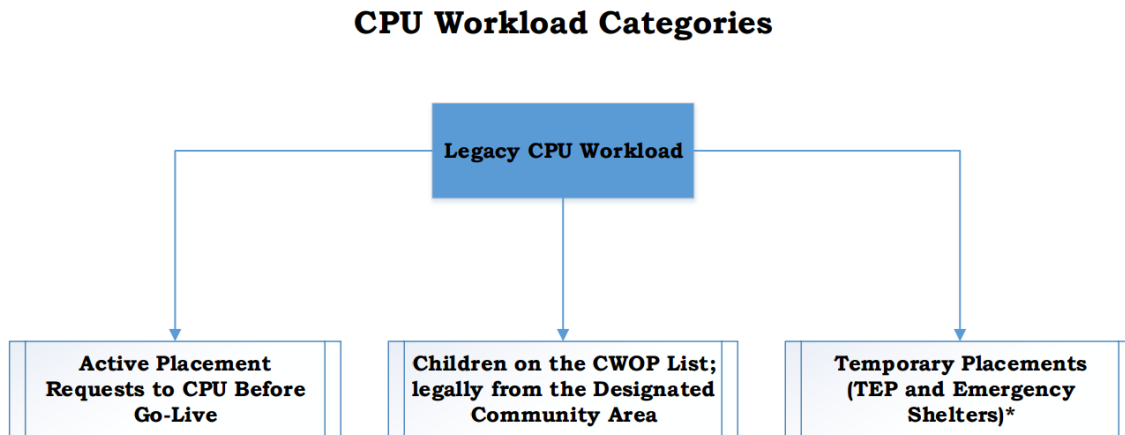 CPU Workload Categories
Legacy CPU Workload
Active Placement
Requests to CPU Before
Go-Live
Children on the CWOP List;
legally from the Designated
Community Area
Temporary Placements
(TEP and Emergency
Shelters)*